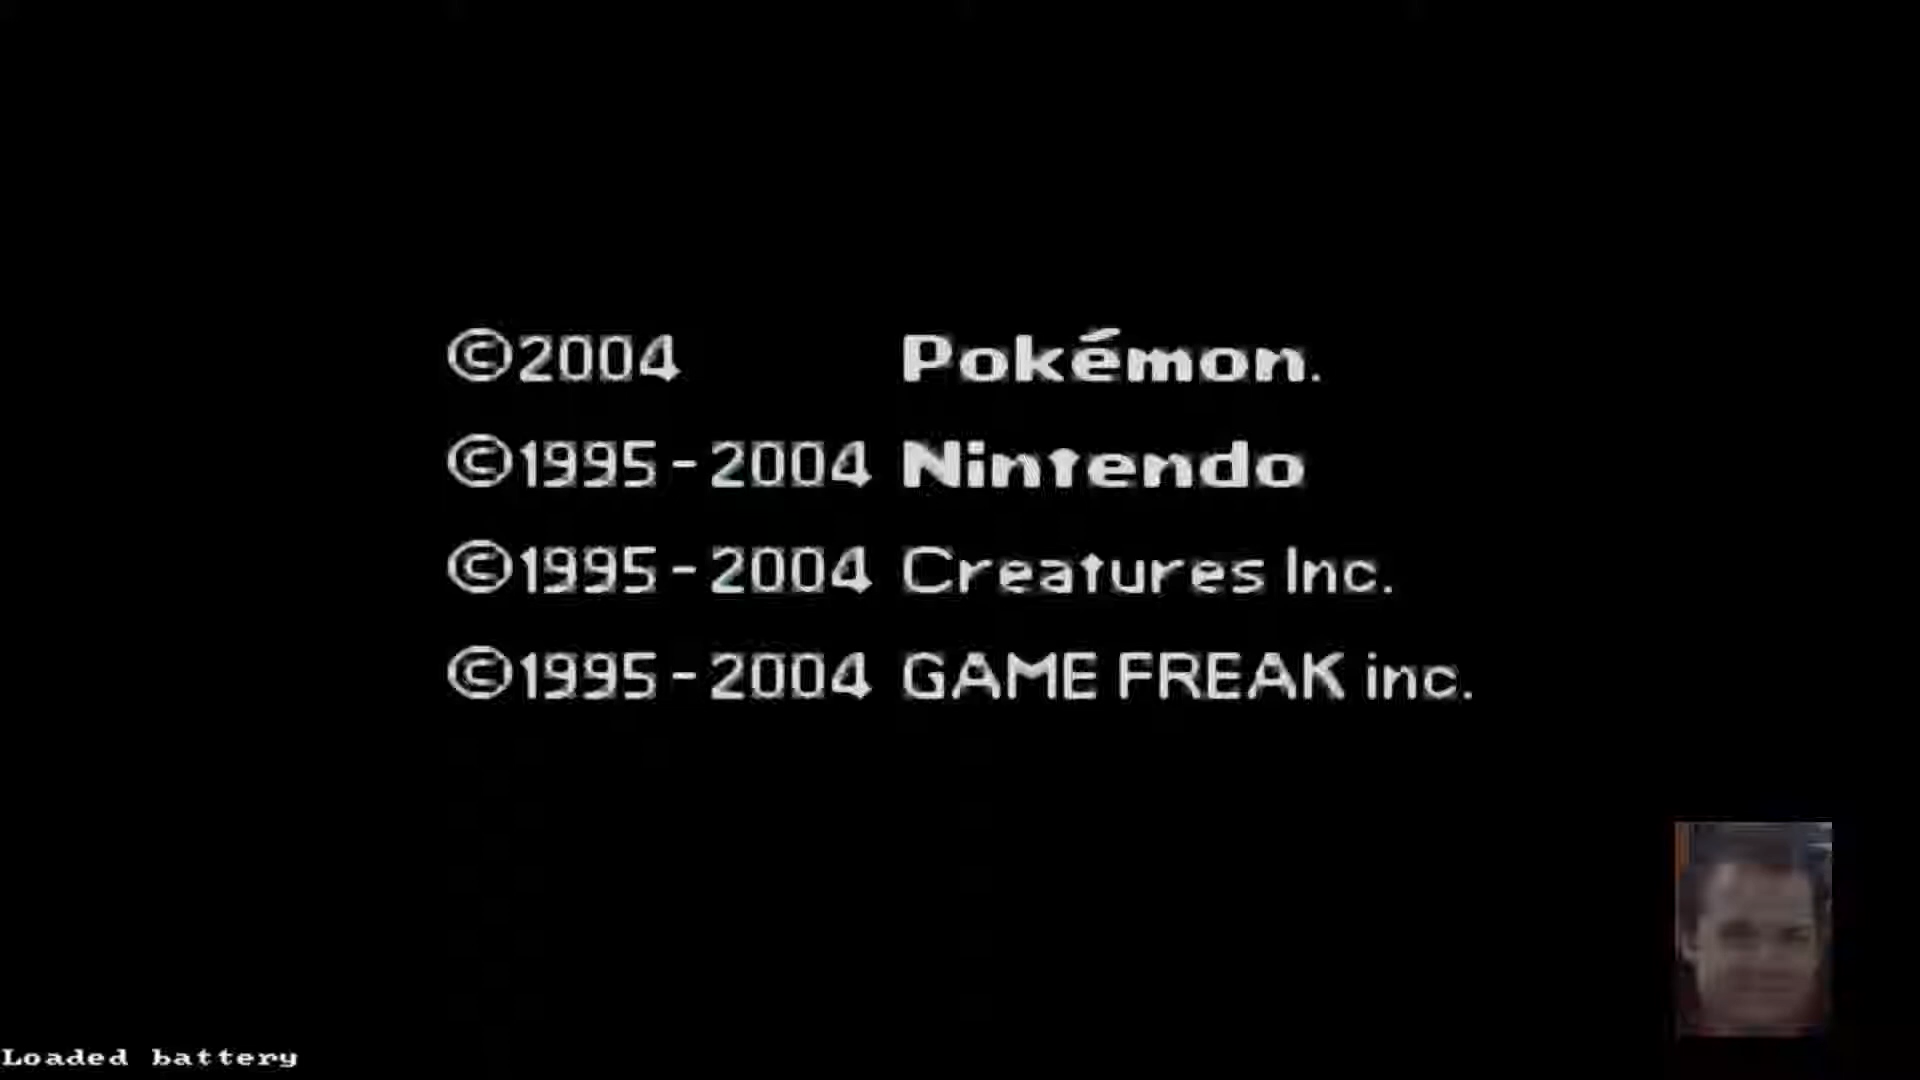 ©2004 Pokémon.
©1995-2004 Nintendo
©1995-2004 Creatures Inc.
©1995-2004 GAME FREAK inc.
Loaded battery